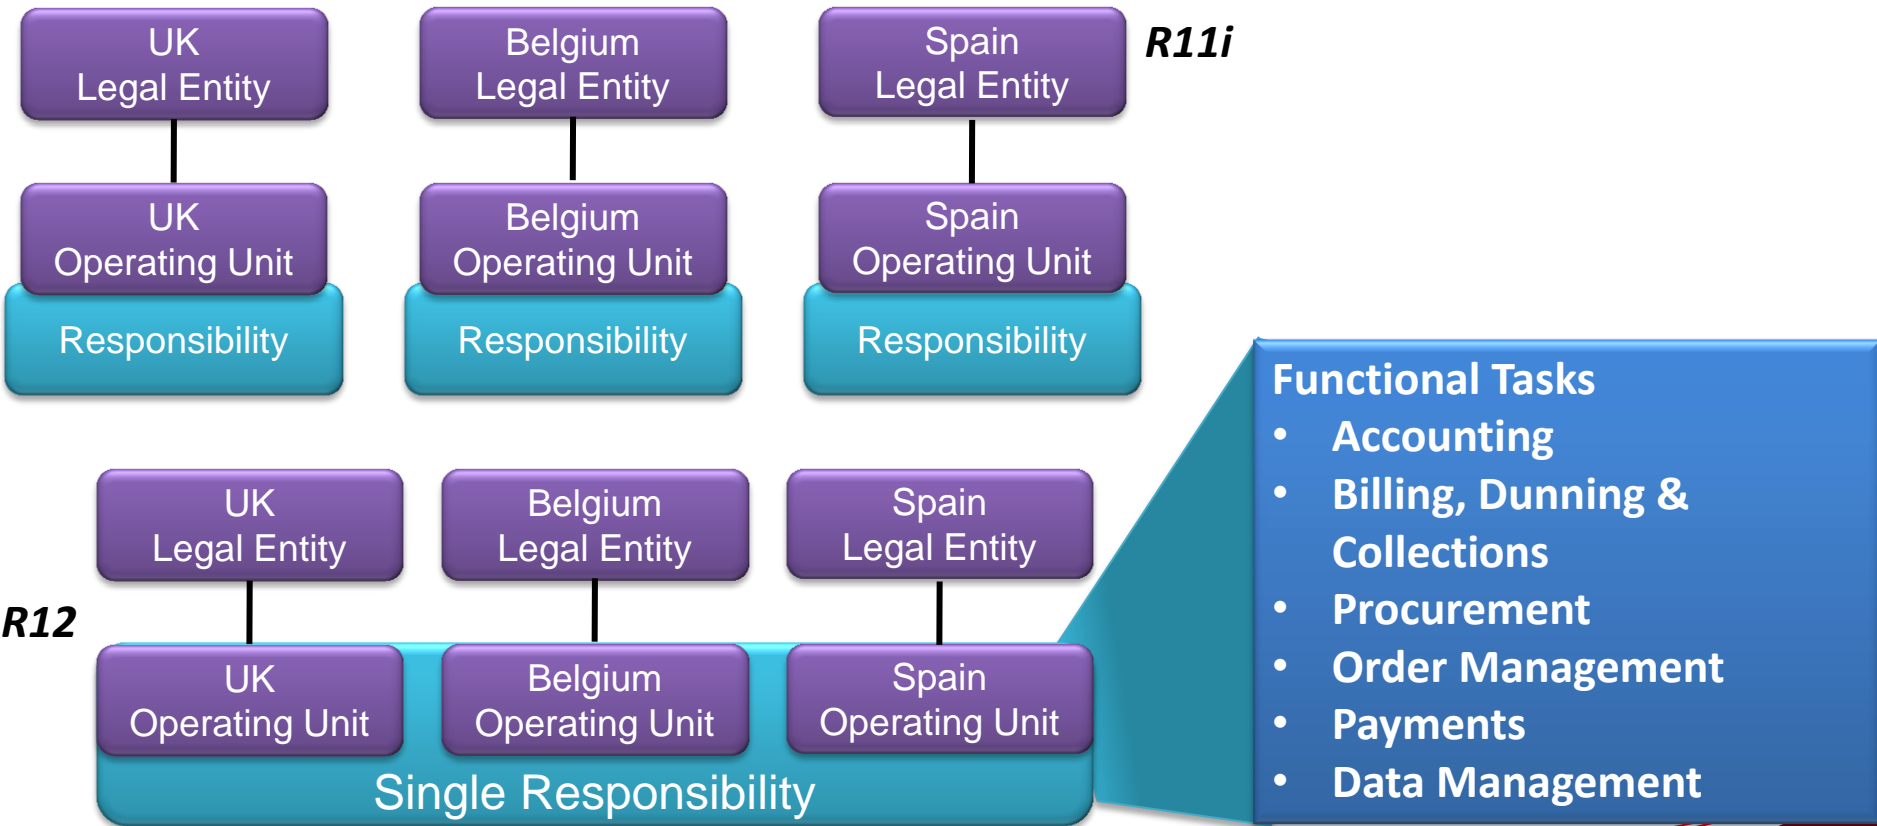 UK
Legal Entity
Belgium
Legal Entity
Spain
Legal Entity
R11i
UK
Operating Unit
Belgium
Operating Unit
Spain
Operating Unit
Responsibility
Responsibility
Responsibility
R12
UK
Legal Entity
Belgium
Legal Entity
Spain
Legal Entity
UK
Operating Unit
Belgium
Operating Unit
Spain
Operating Unit
Single Responsibility
Functional Tasks
• Accounting
• Billing, Dunning &
Collections
• Procurement
• Order Management
• Payments
• Data Management